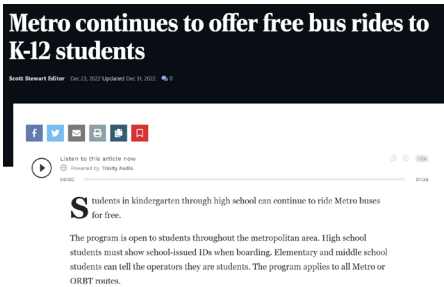 Metro continues to offer free bus rides to
K-12 students
Scott Stewart Editor Dec 23, 2022 Updated Dec 31, 2022 0
Listen to this article now
Powered by Trinity Audio
00:00 01:36
Students in kindergarten through high school can continue to ride Metro buses
for free.
The program is open to students throughout the metropolitan area. High school
students must show school-issued IDs when boarding. Elementary and middle school
students can tell the operators they are students. The program applies to all Metro or
ORBT routes.